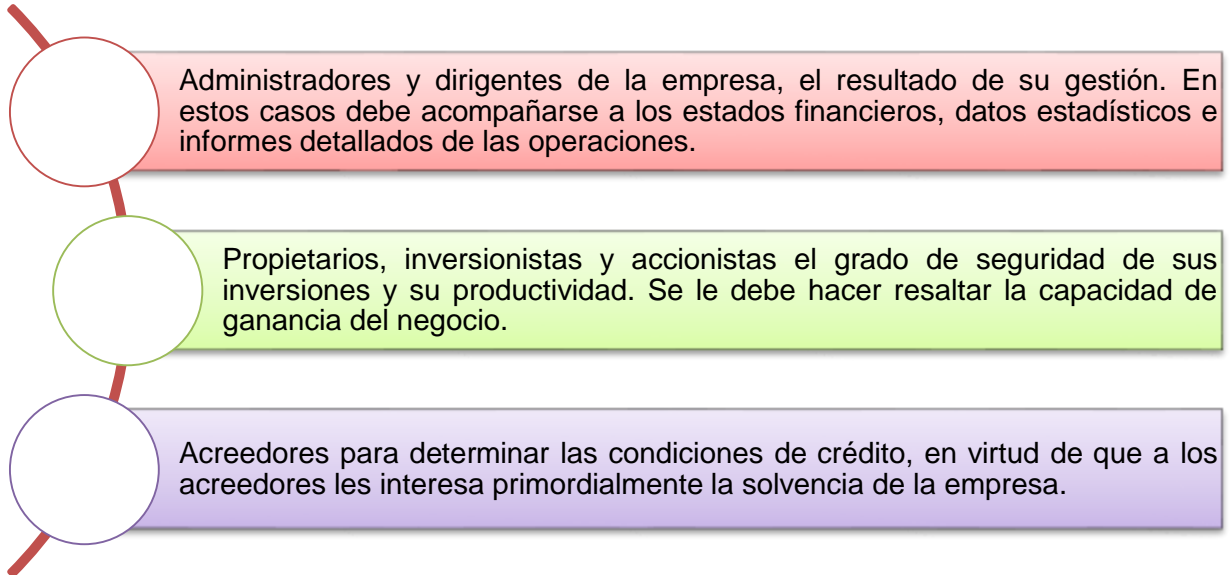 Administradores y dirigentes de la empresa, el resultado de su gestión. En
estos casos debe acompañarse a los estados financieros, datos estadísticos e
informes detallados de las operaciones.
Propietarios, inversionistas y accionistas el grado de seguridad de sus
inversiones y su productividad. Se le debe hacer resaltar la capacidad de
ganancia del negocio.
Acreedores para determinar las condiciones de crédito, en virtud de que a los
acreedores les interesa primordialmente la solvencia de la empresa.